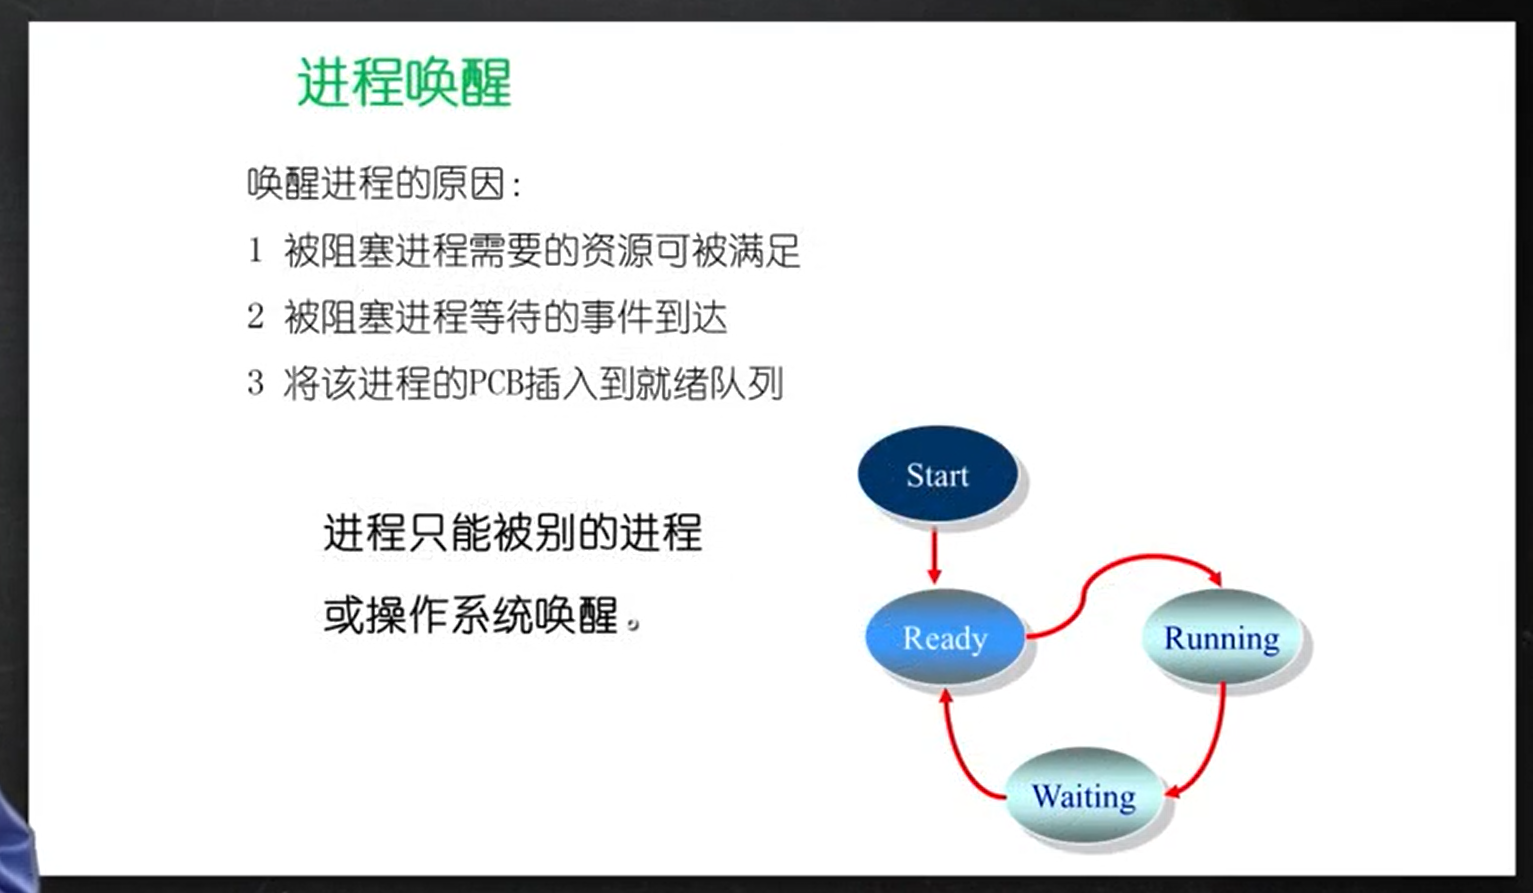 进程唤醒
唤醒进程的原因:
1 被阻塞进程需要的资源可被满足
2 被阻塞进程等待的事件到达
3 将该进程的PCB插入到就绪队列
进程只能被别的进程
或操作系统唤醒。
Start
Ready
Running
Waiting